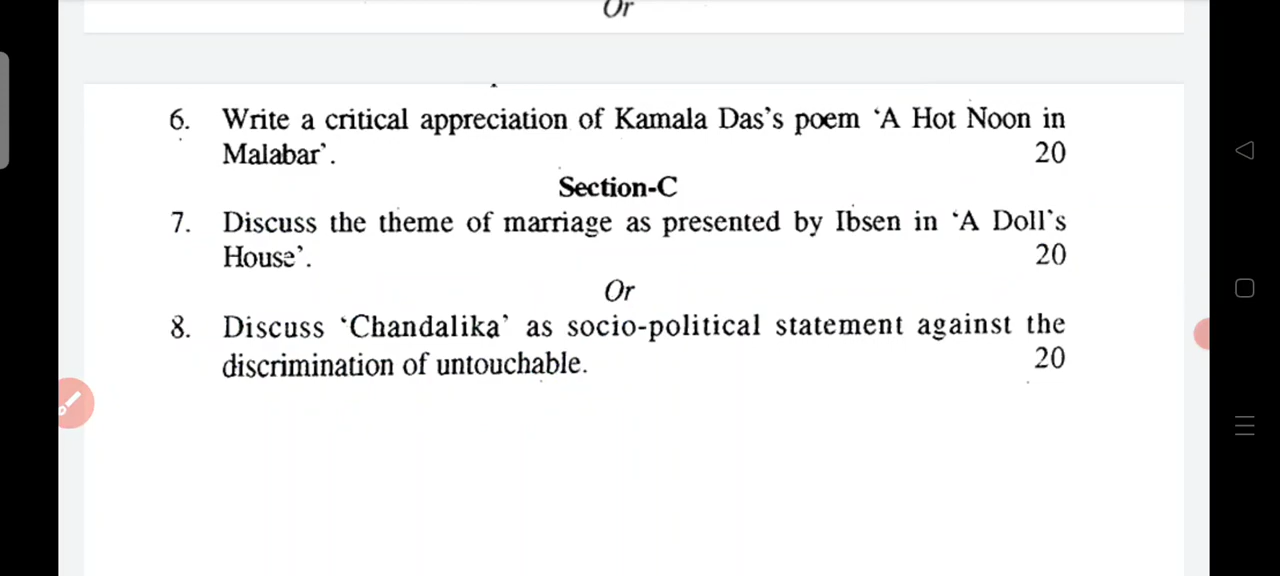 Or
6. Write a critical appreciation of Kamala Das's poem ‘A Hot Noon in
Malabar’. 20
Section-C
7. Discuss the theme of marriage as presented by Ibsen in ‘A Doll's
House’. 20
Or
8. Discuss ‘Chandalika’ as socio-political statement against the
discrimination of untouchable. 20